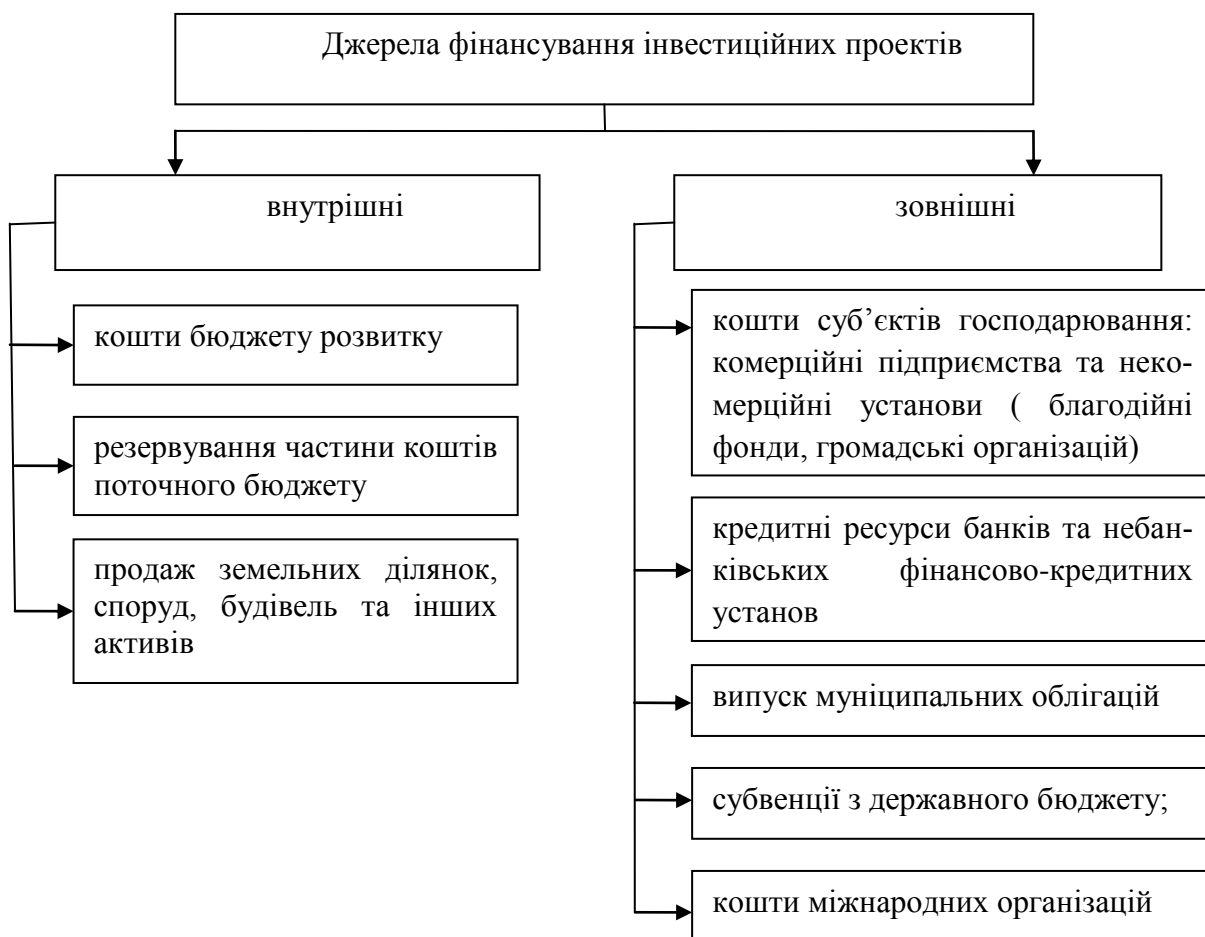 Джерела фінансування інвестиційних проектів
внутрішні
кошти бюджету розвитку
резервування частини коштів
поточного бюджету
продаж земельних ділянок,
споруд, будівель та інших
активів
зовнішні
кошти суб’єктів господарювання:
комерційні підприємства та неко-
мерційні установи ( благодійні
фонди, громадські організацій)
кредитні ресурси банків та небан-
ківських фінансово-кредитних
установ
випуск муніципальних облігацій
субвенції з державного бюджету;
кошти міжнародних організацій